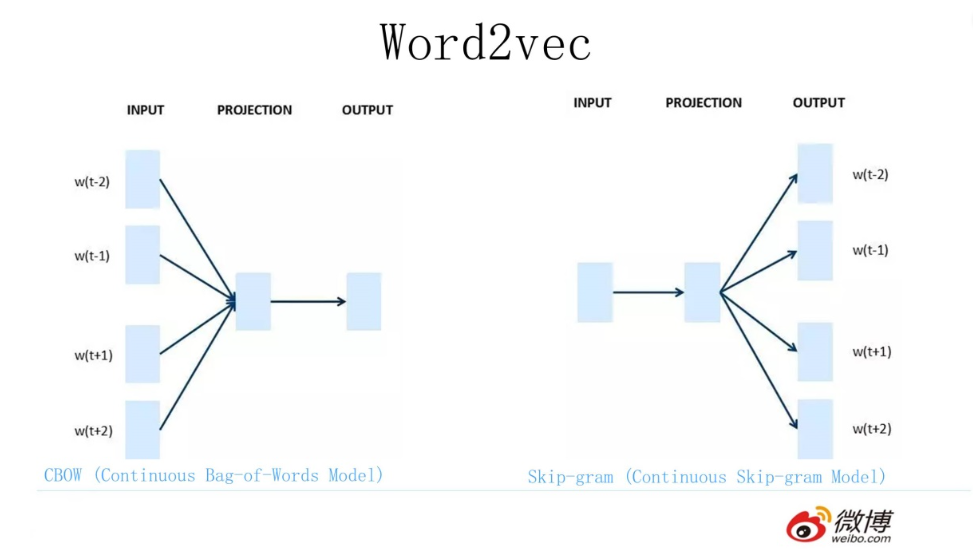 Word2vec
INPUT PROJECTION OUTPUT
w(t-2)
w(t-1)
w(t+1)
w(t+2)
CBOW (Continuous Bag-of-Words Model)
INPUT PROJECTION OUTPUT
w(t-2)
w(t-1)
w(t+1)
w(t+2)
Skip-gram (Continuous Skip-gram Model)
微博
weibo.com